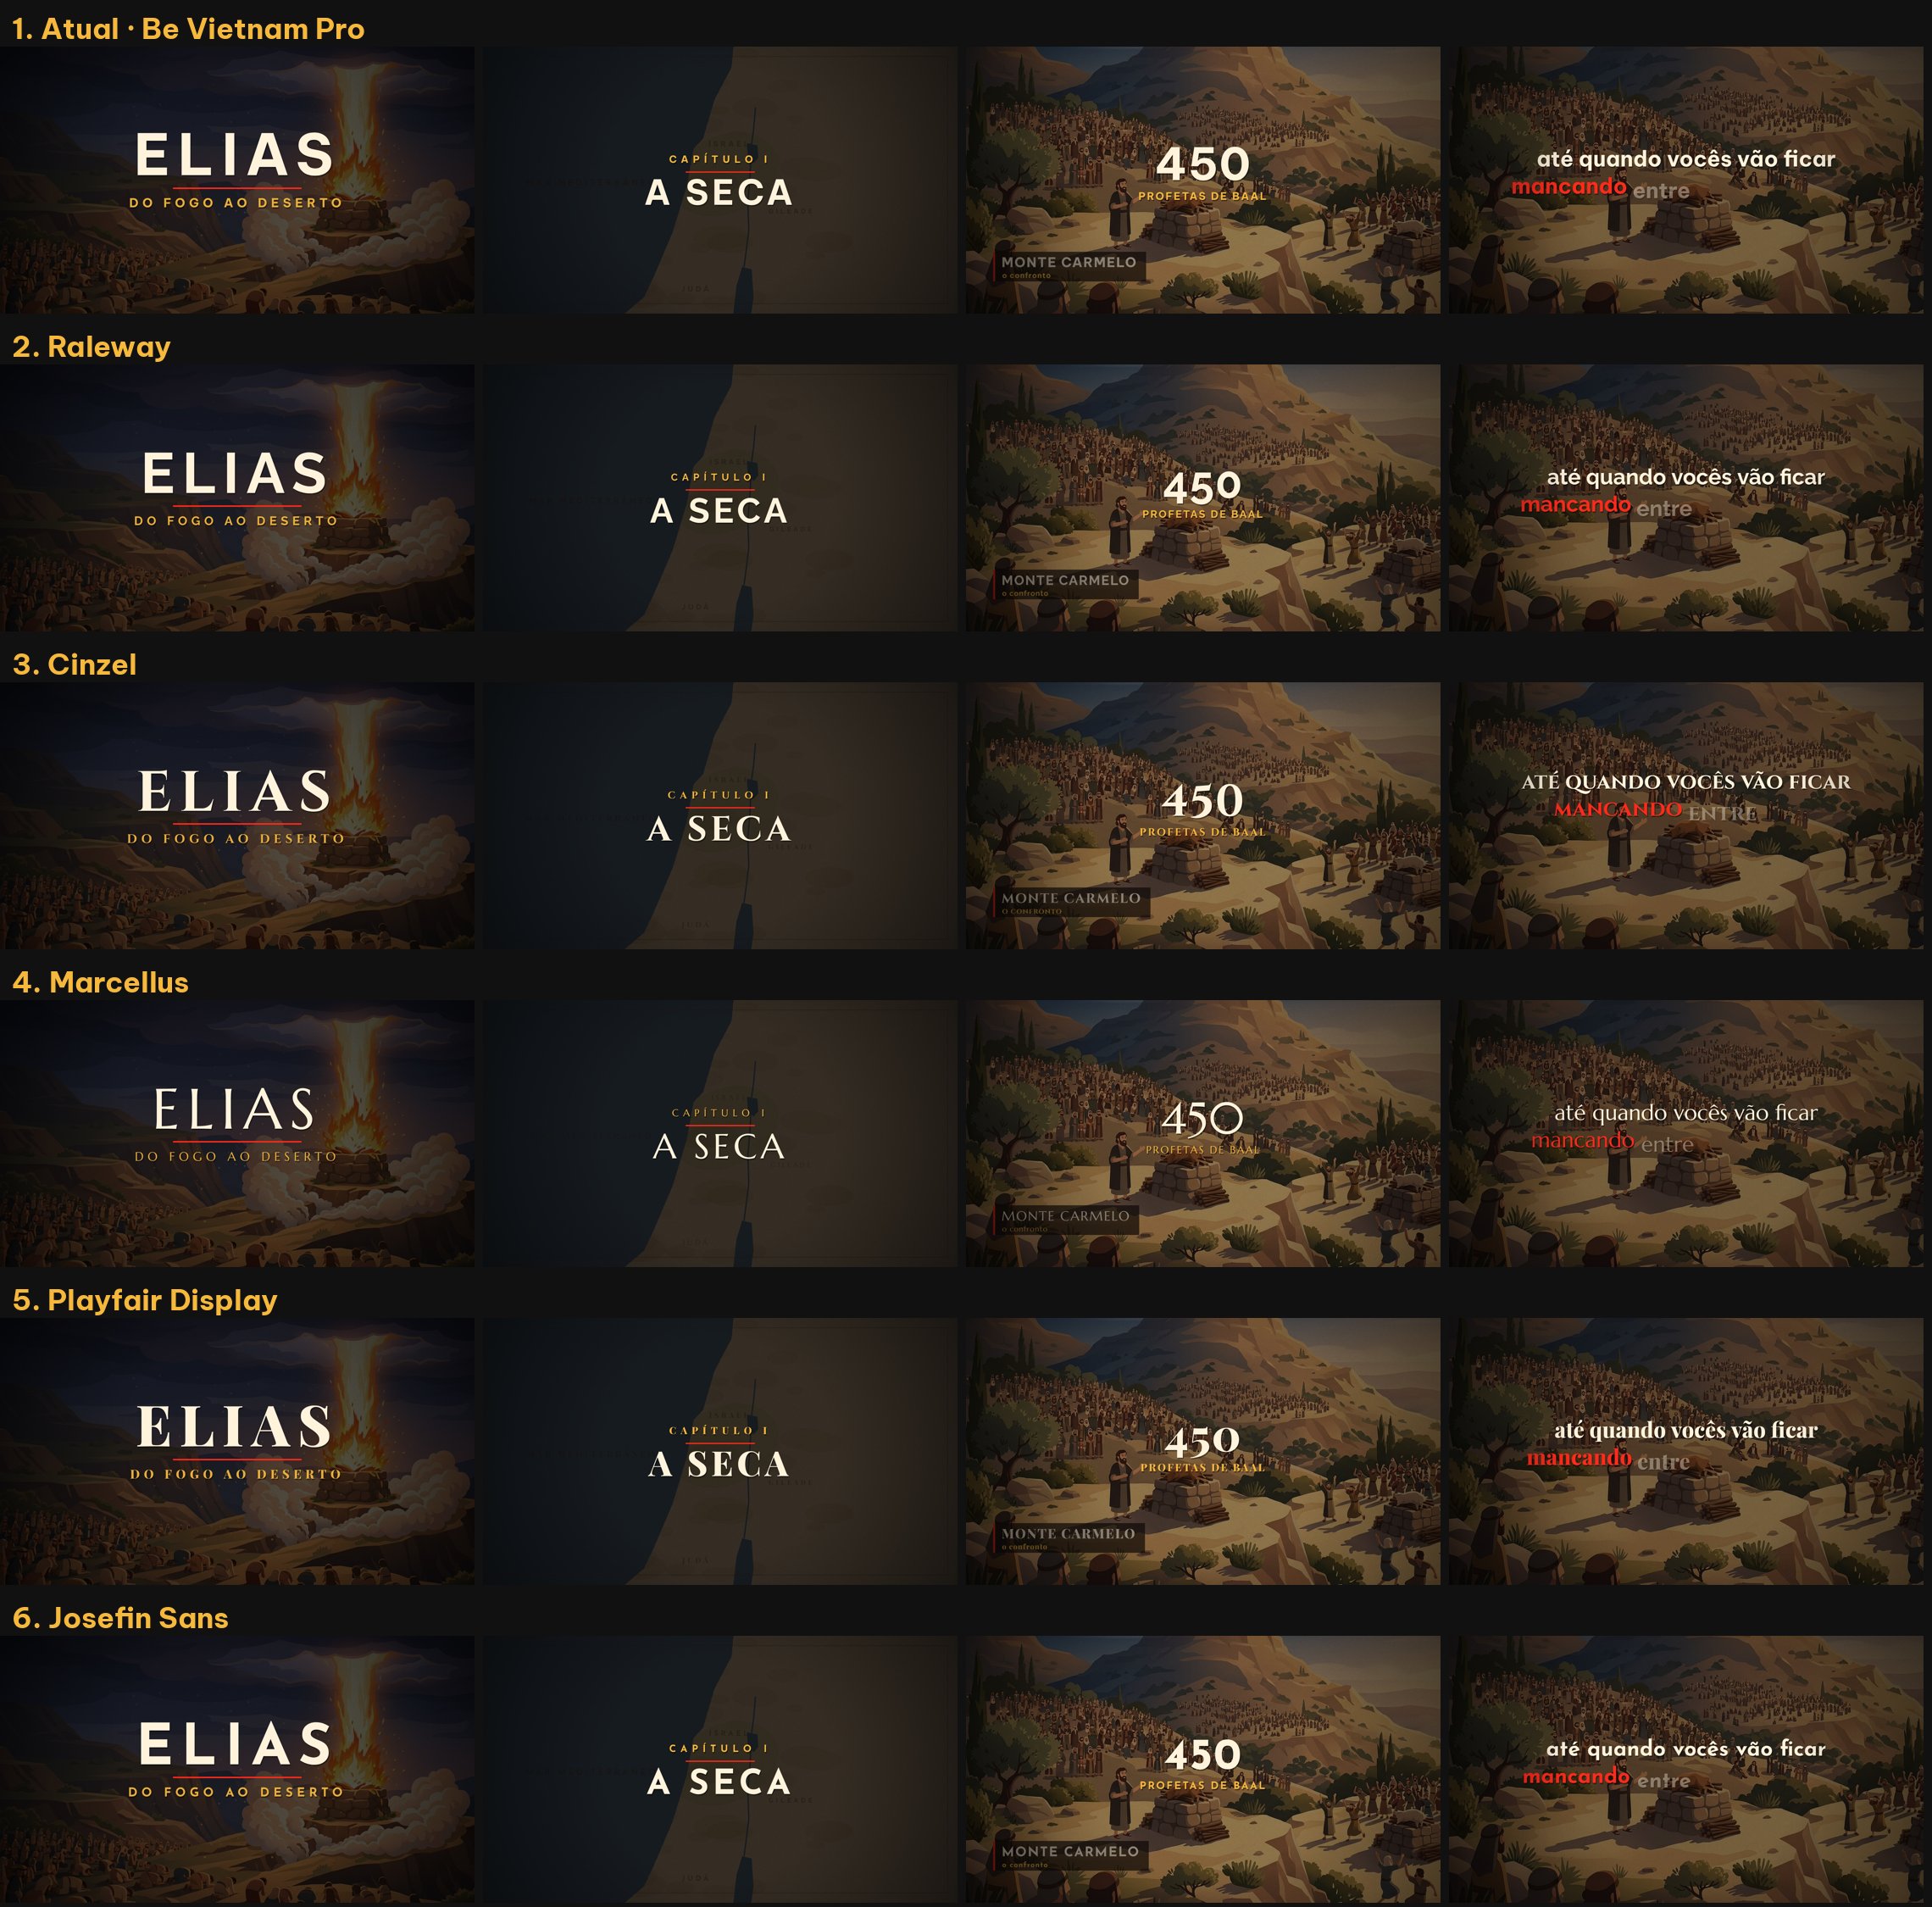 1. Atual · Be Vietnam Pro
ELIAS
DO FOGO AO DESERTO
CAPÍTULO I
A SECA
JUDÁ
450
PROFETAS DE BAAL
MONTE CARMELO
o confronto
até quando vocês vão ficar
mancando entre
2. Raleway
ELIAS
DO FOGO AO DESERTO
CAPÍTULO I
A SECA
JUDÁ
450
PROFETAS DE BAAL
MONTE CARMELO
o confronto
até quando vocês vão ficar
mancando entre
3. Cinzel
ELIAS
DO FOGO AO DESERTO
CAPÍTULO I
A SECA
JUDÁ
450
PROFETAS DE BAAL
MONTE CARMELO
O CONFRONTO
ATÉ QUANDO VOCÊS VÃO FICAR
MANCANDO ENTRE
4. Marcellus
ELIAS
DO FOGO AO DESERTO
CAPÍTULO I
A SECA
JUDÁ
450
PROFETAS DE BAAL
MONTE CARMELO
o confronto
até quando vocês vão ficar
mancando entre
5. Playfair Display
ELIAS
DO FOGO AO DESERTO
CAPÍTULO I
A SECA
JUDÁ
450
PROFETAS DE BAAL
MONTE CARMELO
o confronto
até quando vocês vão ficar
mancando entre
6. Josefin Sans
ELIAS
DO FOGO AO DESERTO
CAPÍTULO I
A SECA
JUDÁ
450
PROFETAS DE BAAL
MONTE CARMELO
o confronto
até quando vocês vão ficar
mancando entre